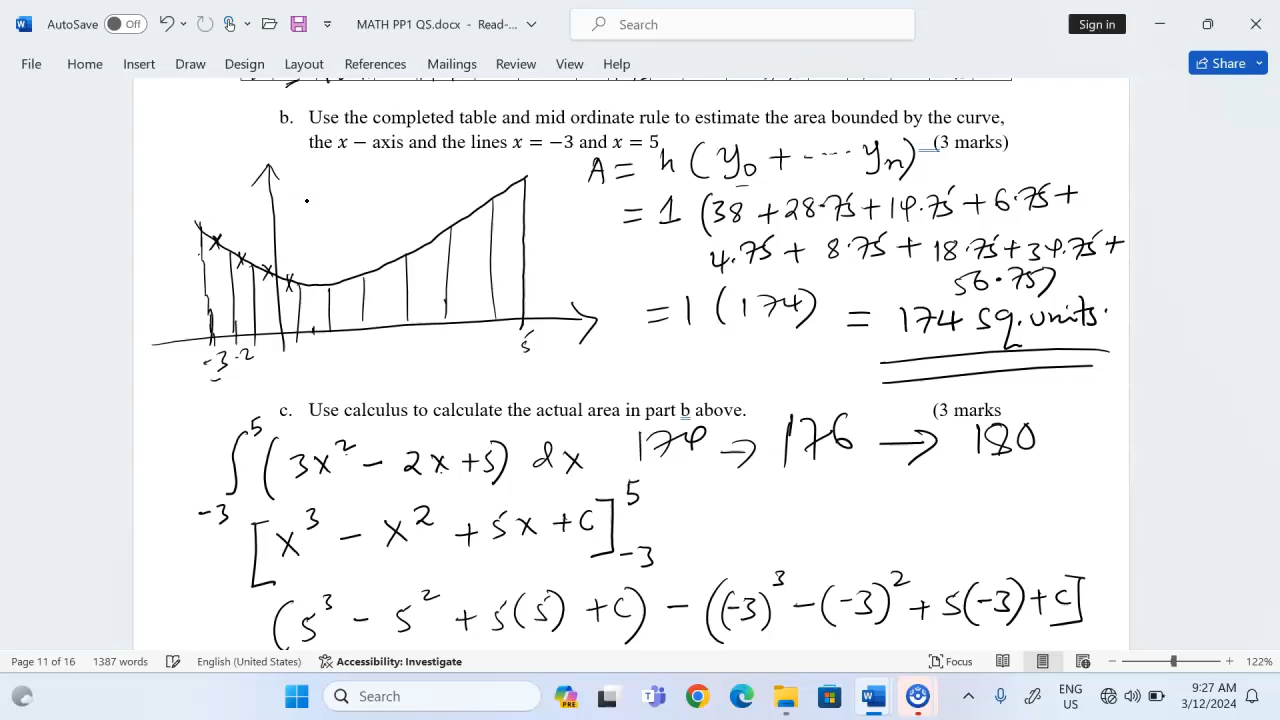 AutoSave Off MATH PP1 QS.docx - Read-... Search Sign in
File Home Insert Draw Design Layout References Mailings Review View Help Share
b. Use the completed table and mid ordinate rule to estimate the area bounded by the curve,
the x − axis and the lines x = −3 and x = 5 (3 marks)
A = h (y₀ + ---- yₙ)
= 1 (38 + 28.75 + 14.75 + 6.75 +
4.75 + 8.75 + 18.75 + 34.75 +
56.75)
= 1 (174) = 174 sq. units.
-3 -2 5
c. Use calculus to calculate the actual area in part b above. (3 marks
∫ 5 -3 (3x² - 2x + 5) dx 174 → 176 → 180
[x³ - x² + 5x + C] 5 -3
(5³ - 5² + 5(5) + C) - ((-3)³ - (-3)² + 5(-3) + C]
Page 11 of 16 1387 words English (United States) Accessibility: Investigate Focus 122%
Search PRE ENG US 9:27 AM 3/12/2024